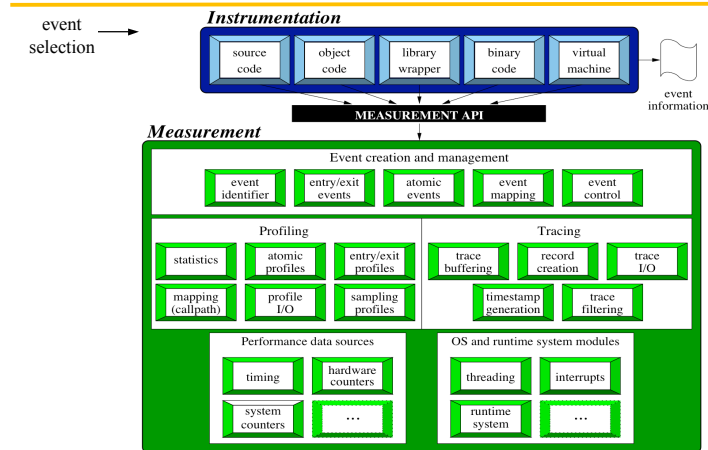 event
selection
Instrumentation
source
code
object
code
library
wrapper
binary
code
virtual
machine
event
information
MEASUREMENT API
Measurement
Event creation and management
event
identifier
entry/exit
events
atomic
events
event
mapping
event
control
Profiling
statistics
atomic
profiles
entry/exit
profiles
mapping
(callpath)
profile
I/O
sampling
profiles
Tracing
trace
buffering
record
creation
trace
I/O
timestamp
generation
trace
filtering
Performance data sources
timing
hardware
counters
system
counters
...
OS and runtime system modules
threading
interrupts
runtime
system
...